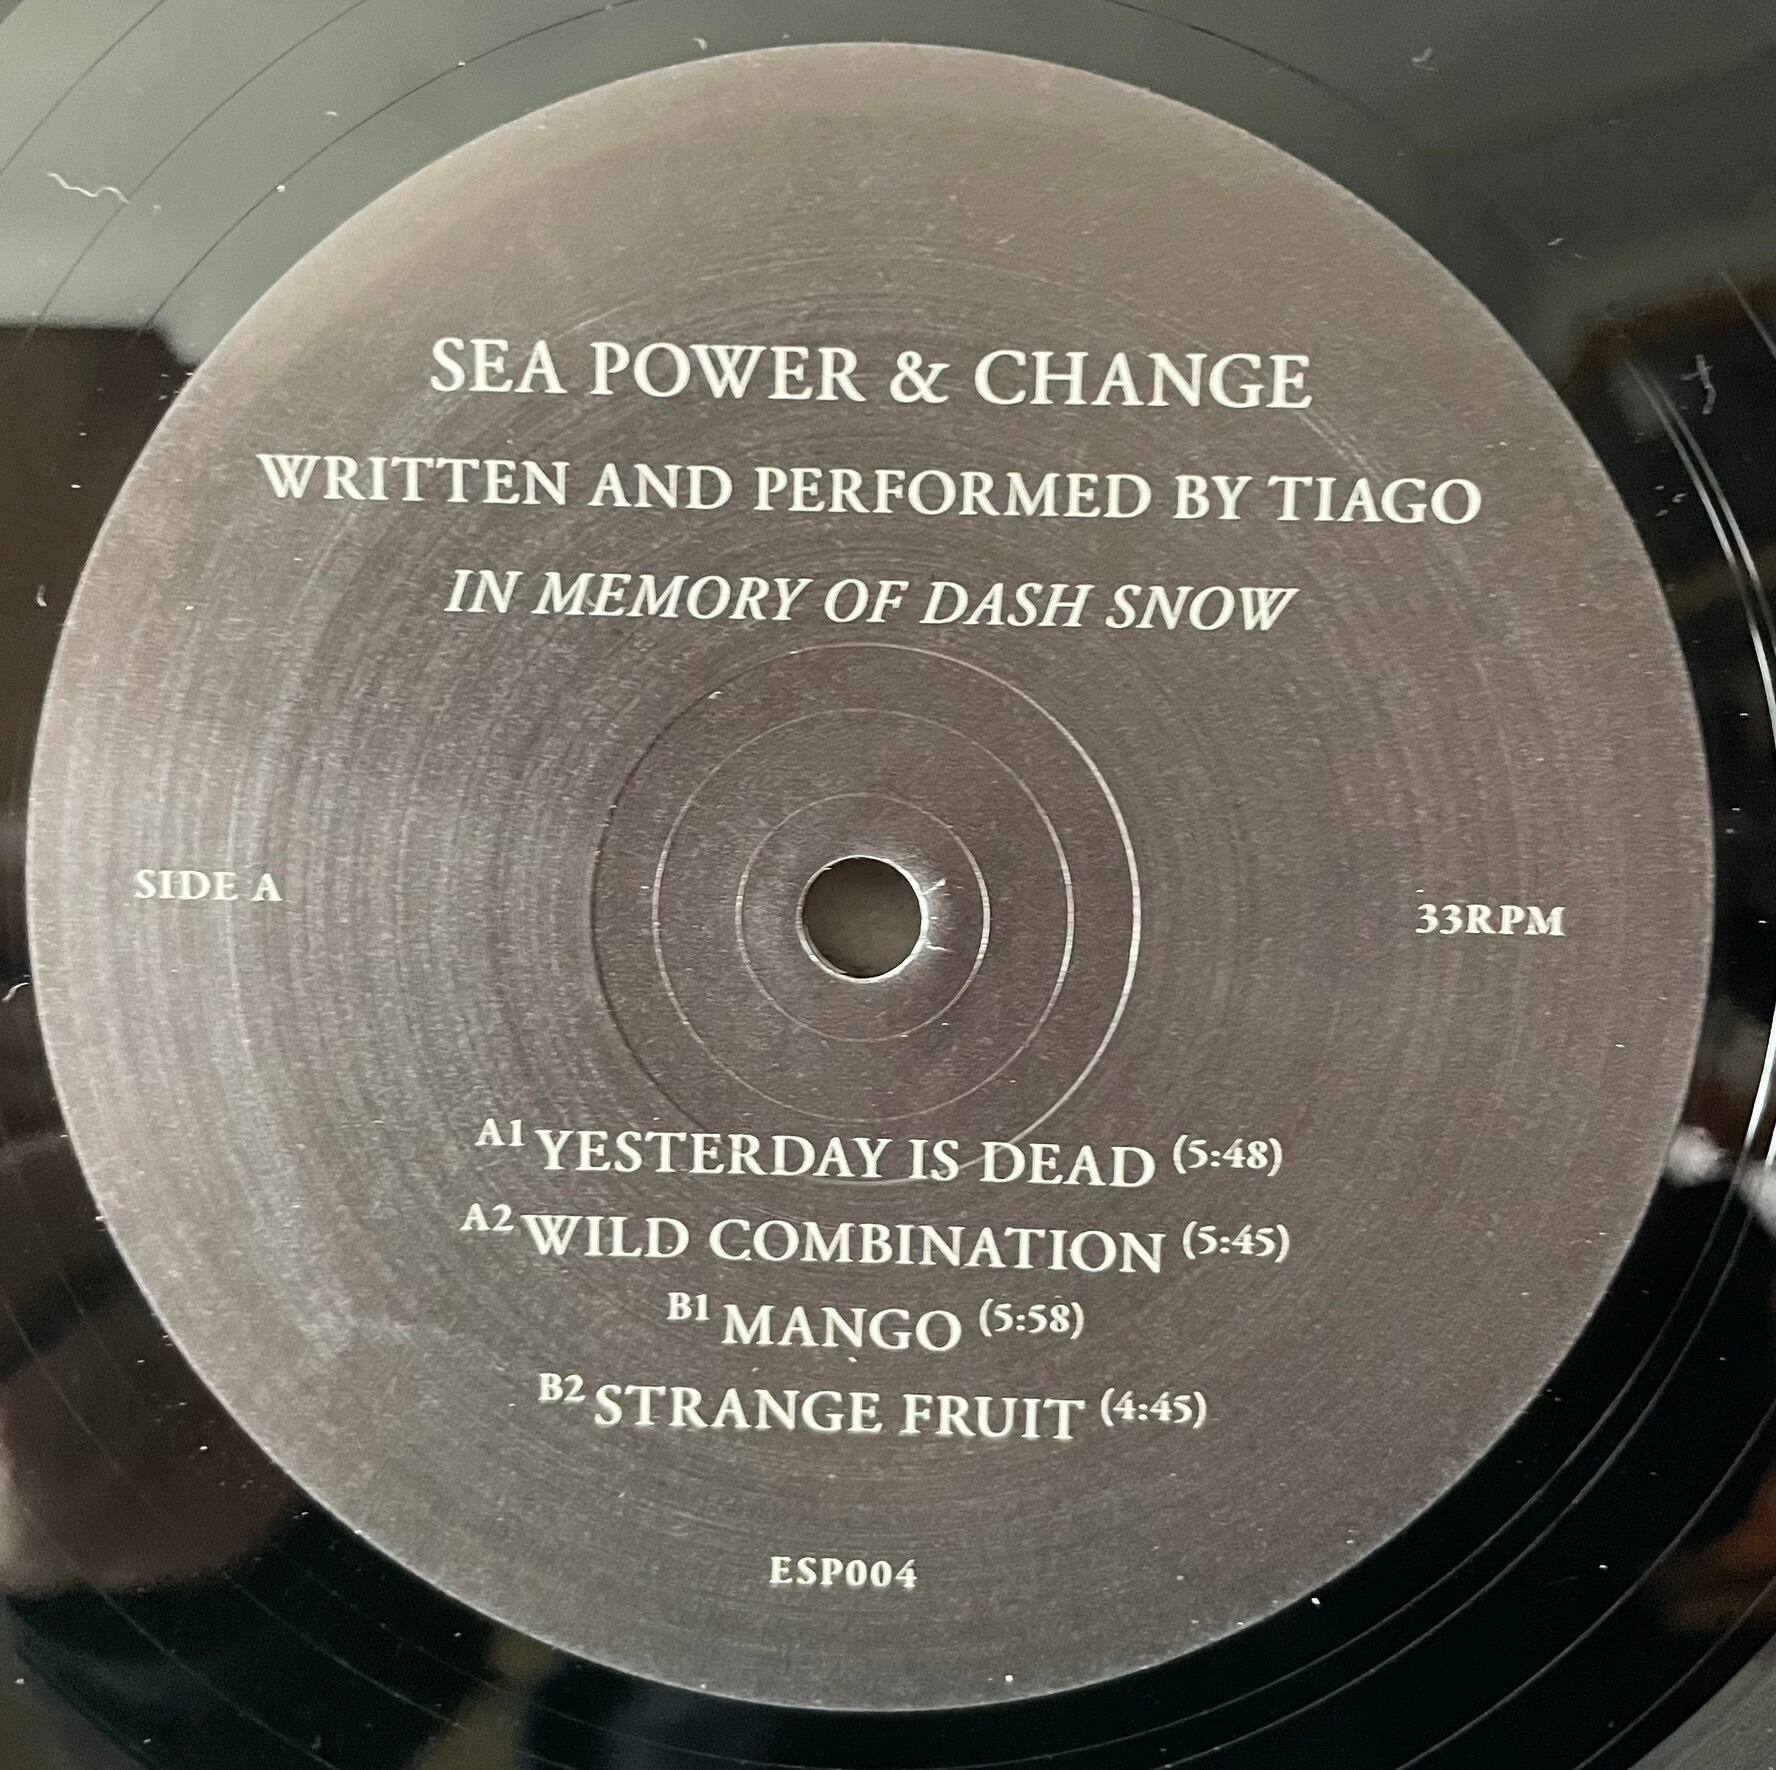 SEA POWER & CHANGE
WRITTEN AND PERFORMED BY TIAGO
IN MEMORY OF DASH SNOW
SIDE A
33RPM
A1 YESTERDAY IS DEAD (5:48)
A2 WILD COMBINATION (5:45)
B1 MANGO (5:58)
B2 STRANGE FRUIT (4:45)
ESP004